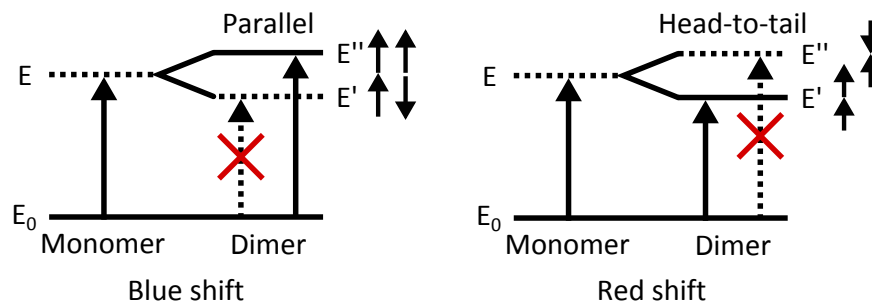 Parallel
E
E''
E'
E0
Monomer
Dimer
Blue shift
Head-to-tail
E
E''
E'
E0
Monomer
Dimer
Red shift